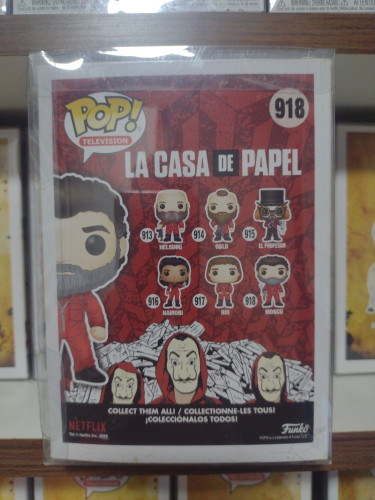 POP!
TELEVISION
918
LA CASA DE PAPEL
913
HELSINKI
914
OSLO
915
EL PROFESOR
916
NAIROBI
917
RIO
918
BOGOTÁ
COLLECT THEM ALL! / COLLECTIONNE-LES TOUS!
¡COLECCIÓNALOS TODOS!
NETFLIX
Funko